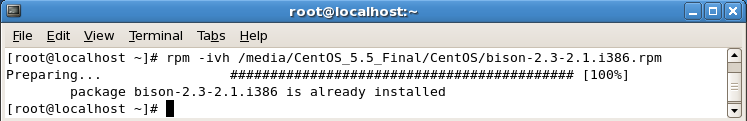 root@localhost:~
File Edit View Terminal Tabs Help
[root@localhost ~]# rpm -ivh /media/CentOS_5.5_Final/CentOS/bison-2.3-2.1.i386.rpm
Preparing... ########################################### [100%]
package bison-2.3-2.1.i386 is already installed
[root@localhost ~]#